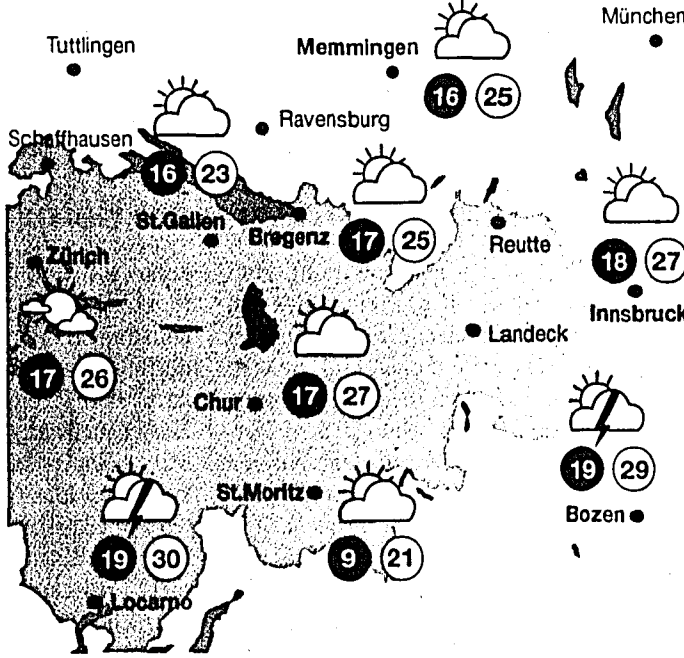 München
Tuttlingen
Memmingen
16 25
Ravensburg
Schaffhausen
16 23
St.Gallen
Bregenz
17 25
Reutte
Zürich
18 27
Innsbruck
Landeck
17 26
Chur
17 27
19 29
St.Moritz
Bozen
19 30
9 21
Locarno